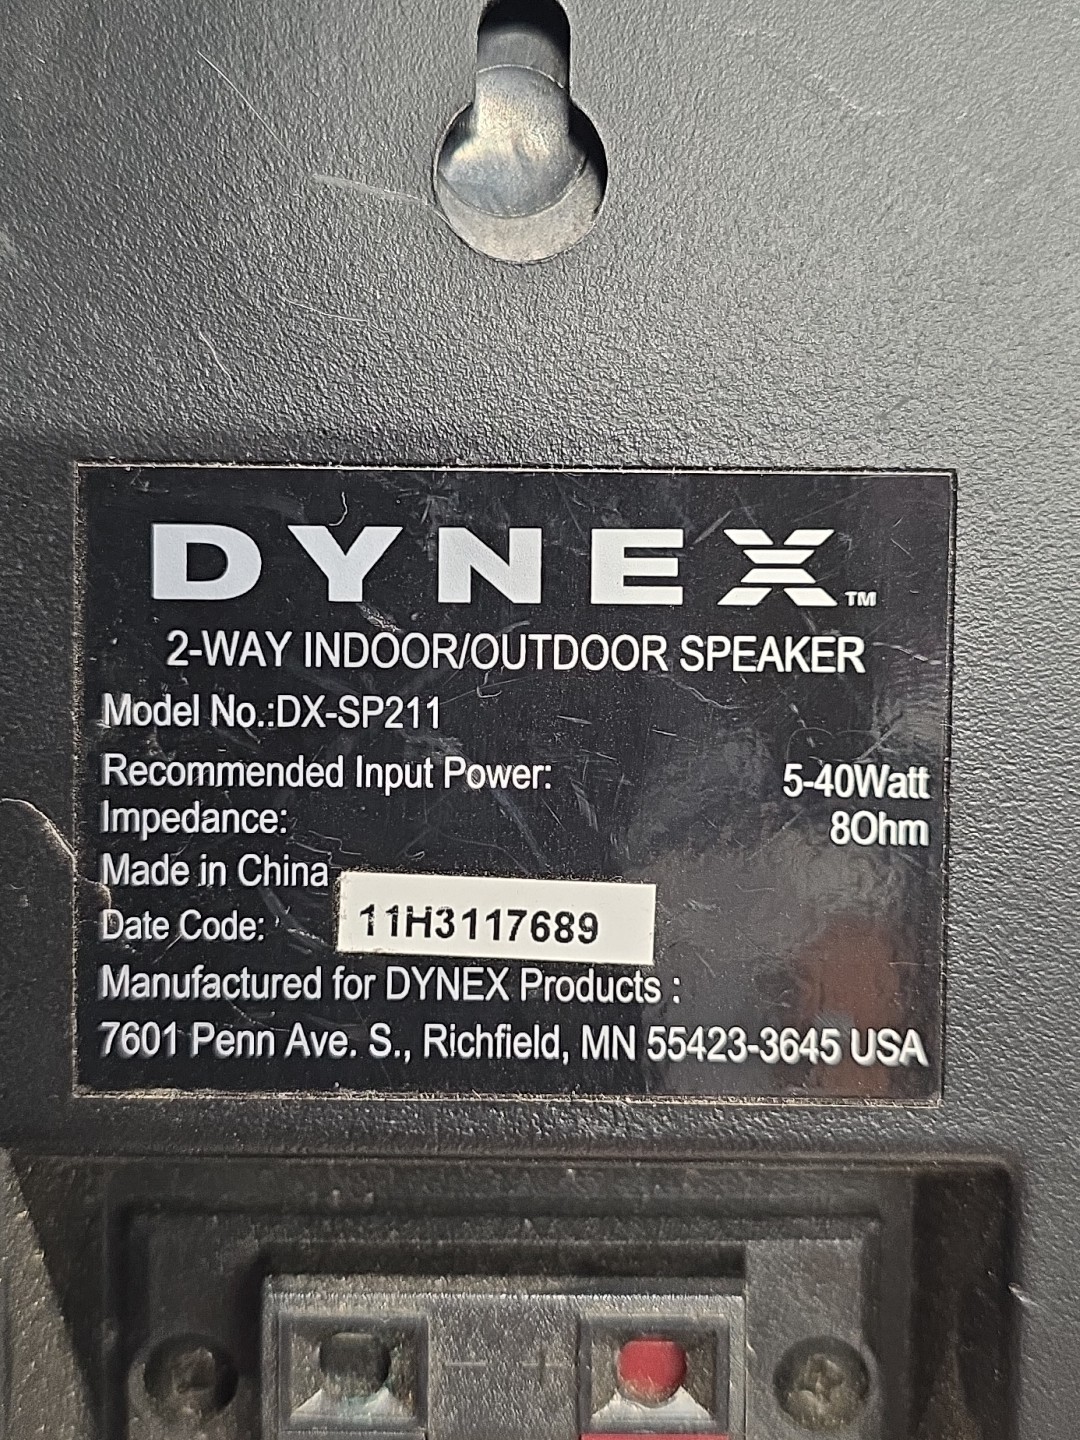 DYNEX™
2-WAY INDOOR/OUTDOOR SPEAKER
Model No.:DX-SP211
Recommended Input Power: 5-40Watt
Impedance: 8Ohm
Made in China
Date Code: 11H3117689
Manufactured for DYNEX Products :
7601 Penn Ave. S., Richfield, MN 55423-3645 USA
- +